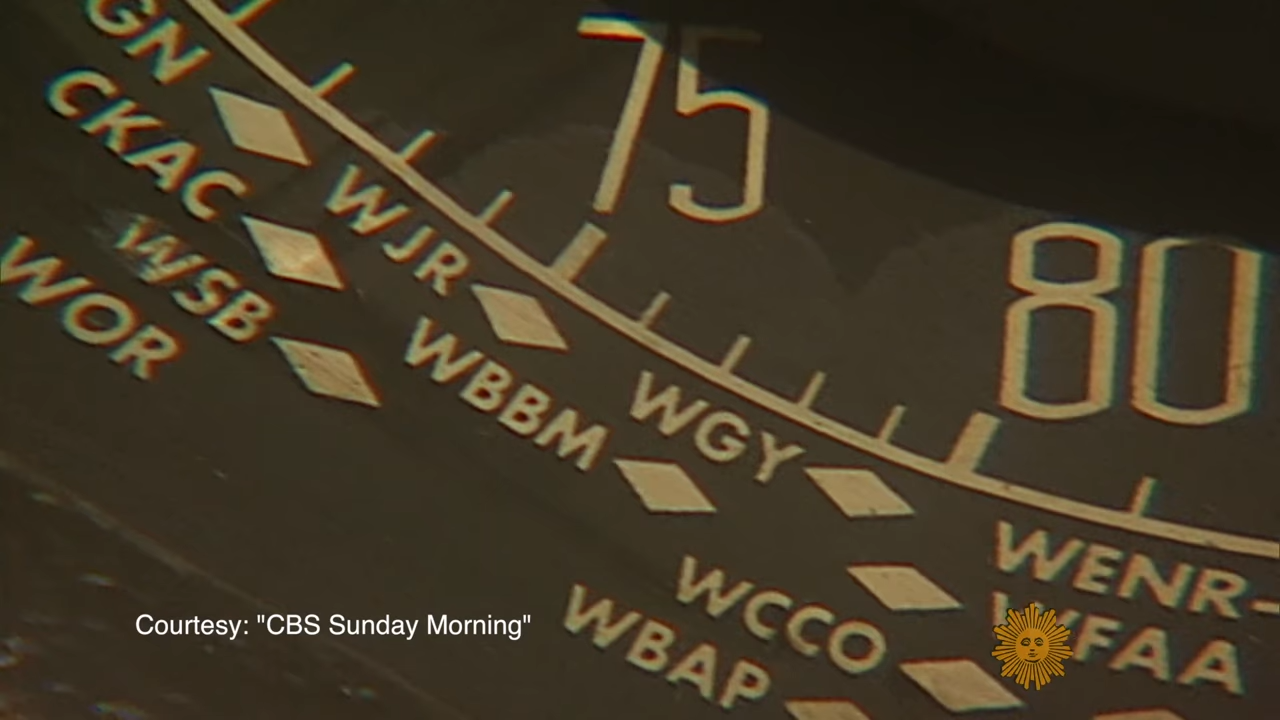 75
80
GN
CKAC
WSB
WOR
WJR
WBBM
WGY
WCCO
WBAP
WENR-
WFAA
Courtesy: "CBS Sunday Morning"